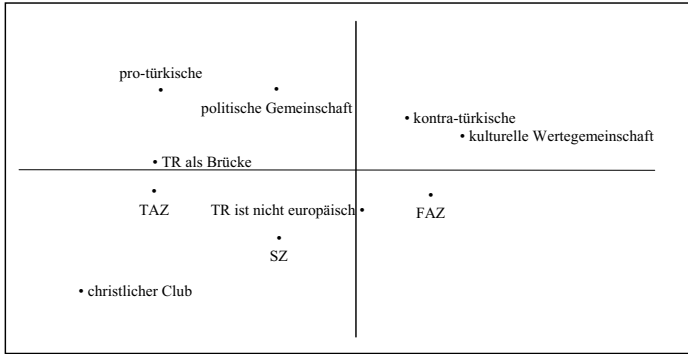 pro-türkische
politische Gemeinschaft
kontra-türkische
kulturelle Wertegemeinschaft
TR als Brücke
TAZ
TR ist nicht europäisch
FAZ
SZ
christlicher Club